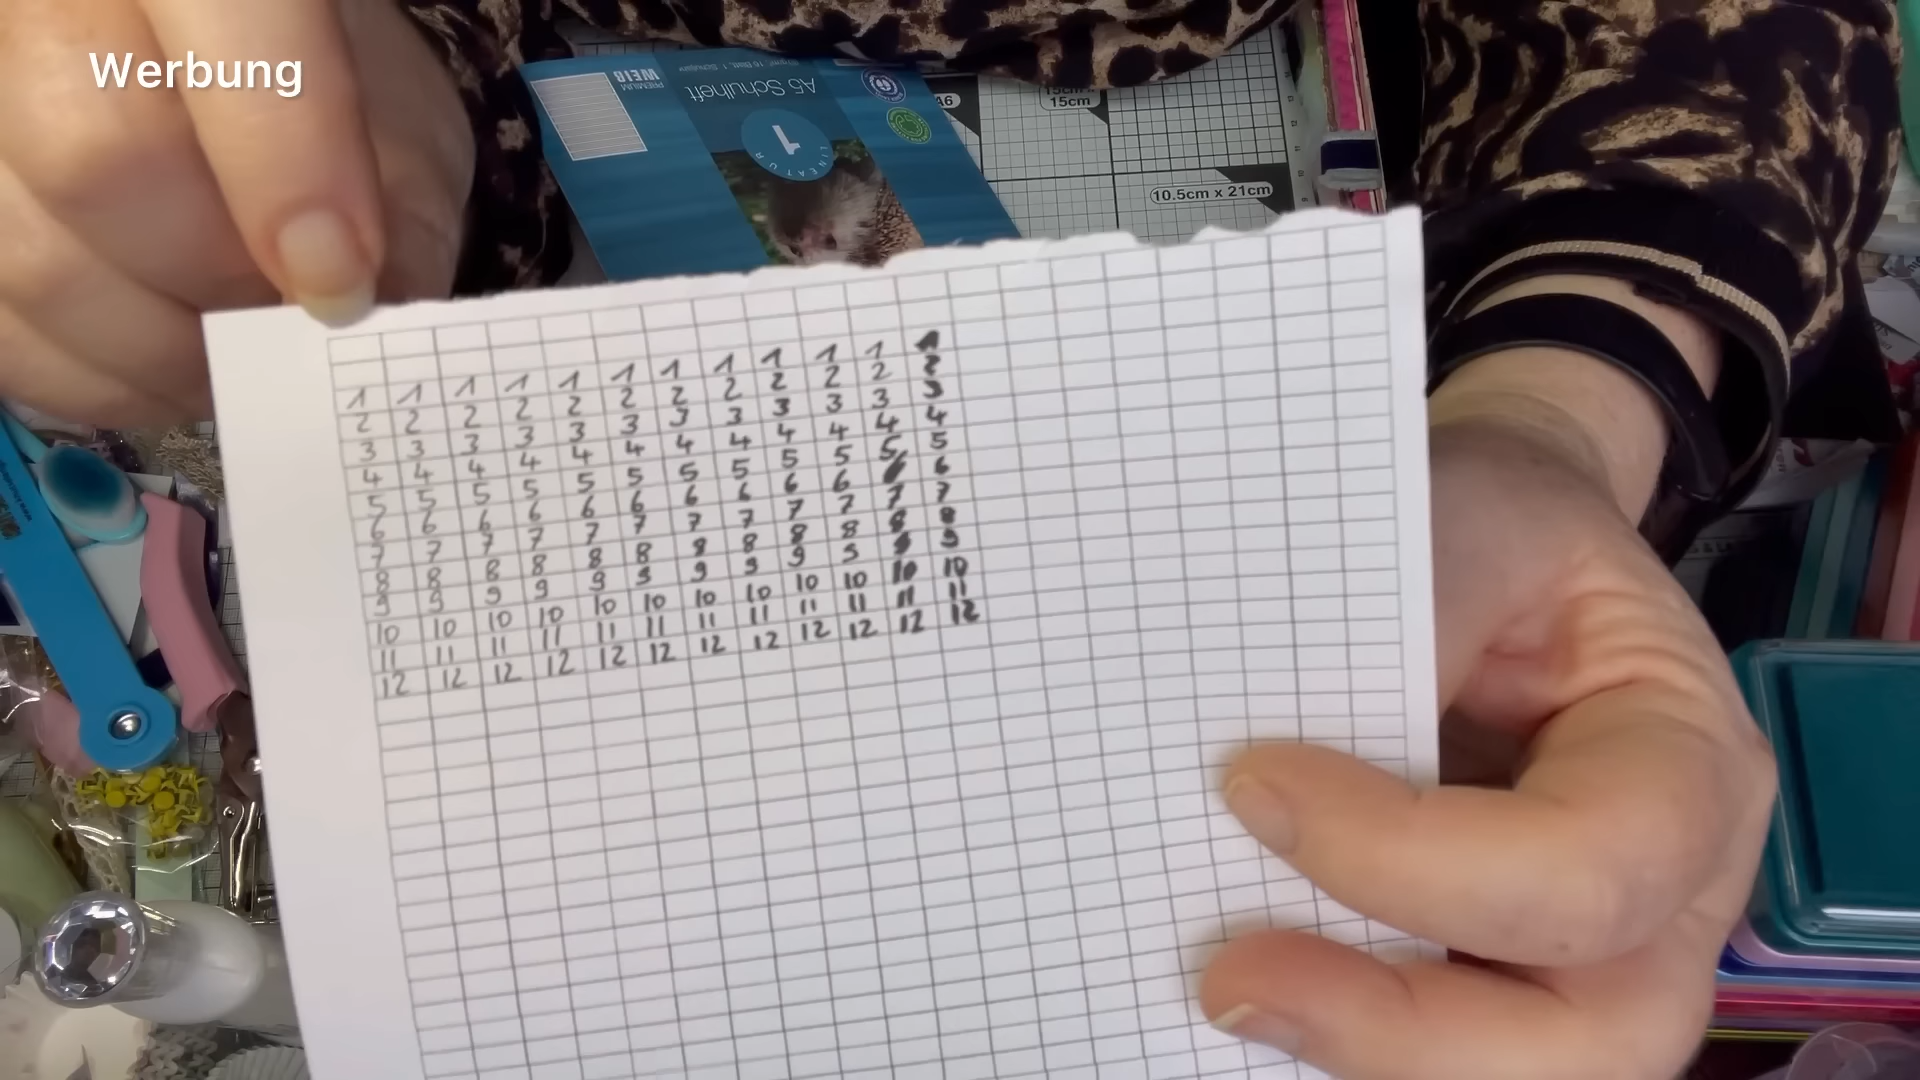 Werbung
A5 Schulheft
PREMIUM
WEIß
1
LINEATUR
A6
15cm x
15cm
10.5cm x 21cm
1 1 1 1 1 1 1 1 1 1 1 1
2 2 2 2 2 2 2 2 2 2 2 2
3 3 3 3 3 3 3 3 3 3 3 3
4 4 4 4 4 4 4 4 4 4 4 4
5 5 5 5 5 5 5 5 5 5 5 5
6 6 6 6 6 6 6 6 6 6 6 6
7 7 7 7 7 7 7 7 7 7 7 7
8 8 8 8 8 8 8 8 8 8 8 8
9 9 9 9 9 9 9 9 9 9 9 9
10 10 10 10 10 10 10 10 10 10 10 10
11 11 11 11 11 11 11 11 11 11 11 11
12 12 12 12 12 12 12 12 12 12 12 12